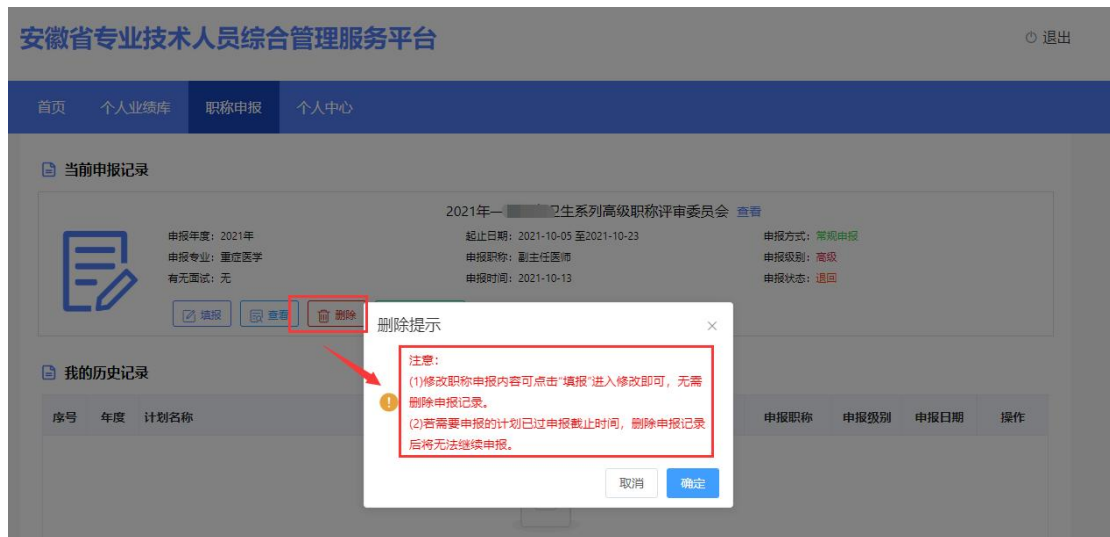 安徽省专业技术人员综合管理服务平台
退出
首页 个人业绩库 职称申报 个人中心
当前申报记录
2021年— 卫生系列高级职称评审委员会 查看
申报年度：2021年 起止日期：2021-10-05 至2021-10-23 申报方式：常规申报
申报专业：重症医学 申报职称：副主任医师 申报级别：高级
有无面试：无 申报时间：2021-10-13 申报状态：退回
填报 查看 删除
删除提示
注意：
(1)修改职称申报内容可点击“填报”进入修改即可，无需
删除申报记录。
(2)若需要申报的计划已过申报截止时间，删除申报记录
后将无法继续申报。
取消 确定
我的历史记录
序号 年度 计划名称 申报职称 申报级别 申报日期 操作